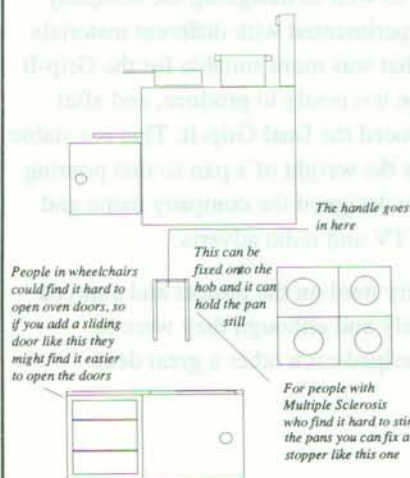 The handle goes
in here
This can be
fixed onto the
hob and it can
hold the pan
still
People in wheelchairs
could find it hard to
open oven doors, so
if you add a sliding
door like this they
might find it easier
to open the doors
For people with
Multiple Sclerosis
who find it hard to stir
the pans you can fix a
stopper like this one